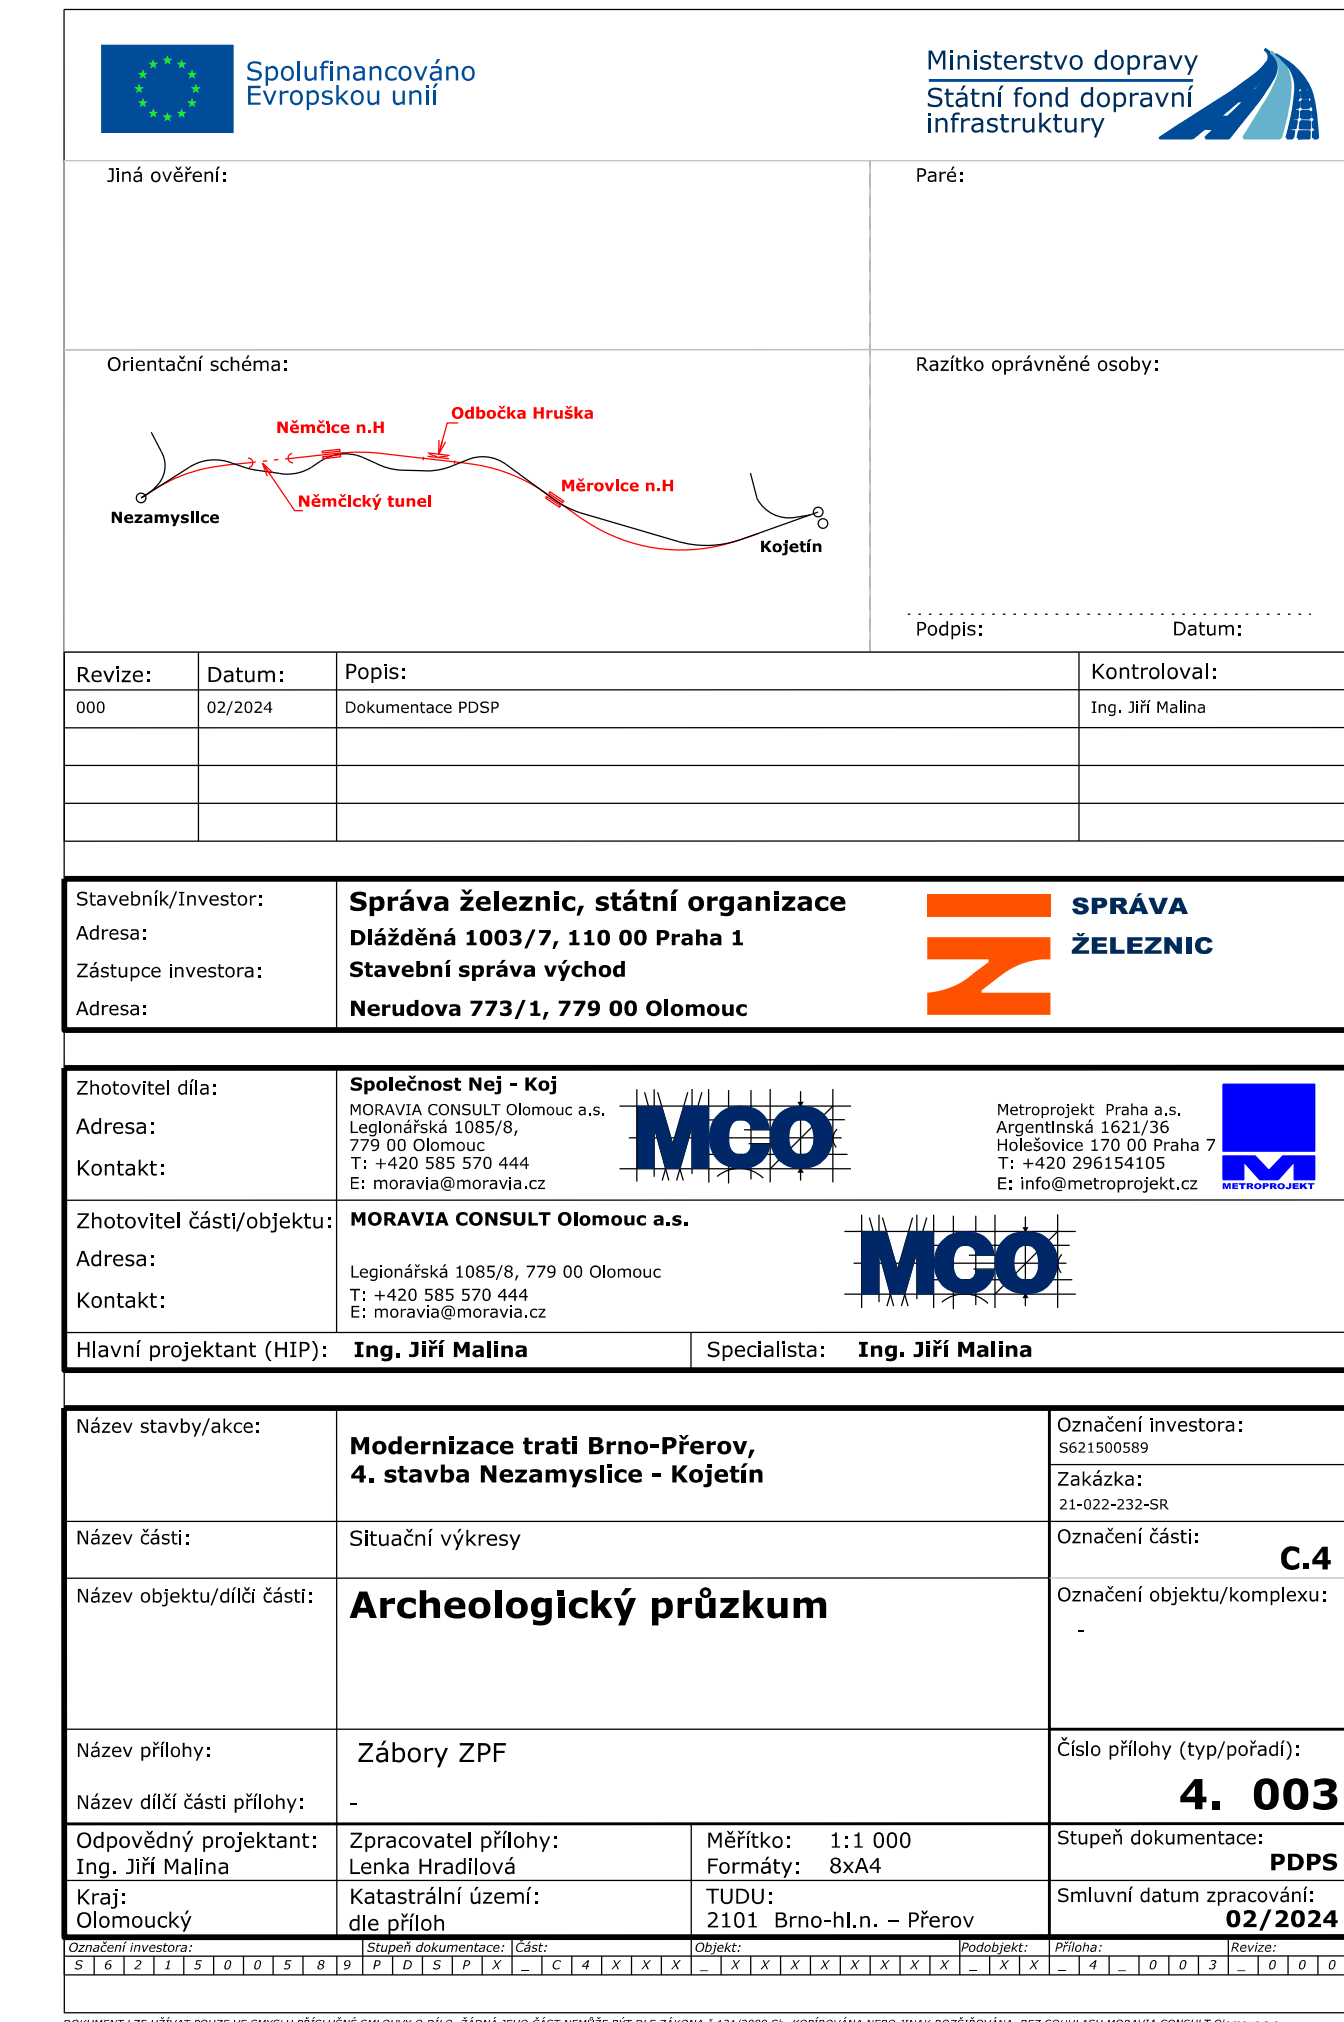 Spolufinancováno
Evropskou unií
Ministerstvo dopravy
Státní fond dopravní
infrastruktury
Jiná ověření:
Paré:
Orientační schéma:
Razítko oprávněné osoby:
Odbočka Hruška
Němčice n.H
Měrovice n.H
Němčický tunel
Nezamyslice
Kojetín
Podpis: Datum:
Revize: Datum: Popis: Kontroloval:
000 02/2024 Dokumentace PDSP Ing. Jiří Malina
Stavebník/Investor: Správa železnic, státní organizace
Adresa: Dlážděná 1003/7, 110 00 Praha 1
Zástupce investora: Stavební správa východ
Adresa: Nerudova 773/1, 779 00 Olomouc
SPRÁVA
ŽELEZNIC
Zhotovitel díla:
Adresa:
Kontakt:
Společnost Nej - Koj
MORAVIA CONSULT Olomouc a.s.
Legionářská 1085/8,
779 00 Olomouc
T: +420 585 570 444
E: moravia@moravia.cz
MCO
Metroprojekt Praha a.s.
Argentinská 1621/36
Holešovice 170 00 Praha 7
T: +420 296154105
E: info@metroprojekt.cz
METROPROJEKT
Zhotovitel části/objektu: MORAVIA CONSULT Olomouc a.s.
Adresa:
Legionářská 1085/8, 779 00 Olomouc
Kontakt:
T: +420 585 570 444
E: moravia@moravia.cz
MCO
Hlavní projektant (HIP): Ing. Jiří Malina Specialista: Ing. Jiří Malina
Název stavby/akce:
Modernizace trati Brno-Přerov,
4. stavba Nezamyslice - Kojetín
Označení investora:
S621500589
Zakázka:
21-022-232-SR
Název části: Situační výkresy
Označení části:
C.4
Název objektu/dílči části: Archeologický průzkum
Označení objektu/komplexu:
-
Název přílohy: Zábory ZPF
Název dílčí části přílohy: -
Číslo přílohy (typ/pořadí):
4. 003
Odpovědný projektant: Zpracovatel přílohy: Měřítko: 1:1 000
Ing. Jiří Malina Lenka Hradilová Formáty: 8xA4
Stupeň dokumentace:
PDPS
Kraj: Katastrální území: TUDU:
Olomoucký dle příloh 2101 Brno-hl.n. – Přerov
Smluvní datum zpracování:
02/2024
Označení investora: Stupeň dokumentace: Část: Objekt: Podobjekt: Příloha: Revize:
S 6 2 1 5 0 0 5 8 9 P D S P X _ C 4 X X X _ X X X X X X X X _ X X _ 4 _ 0 0 3 _ 0 0 0